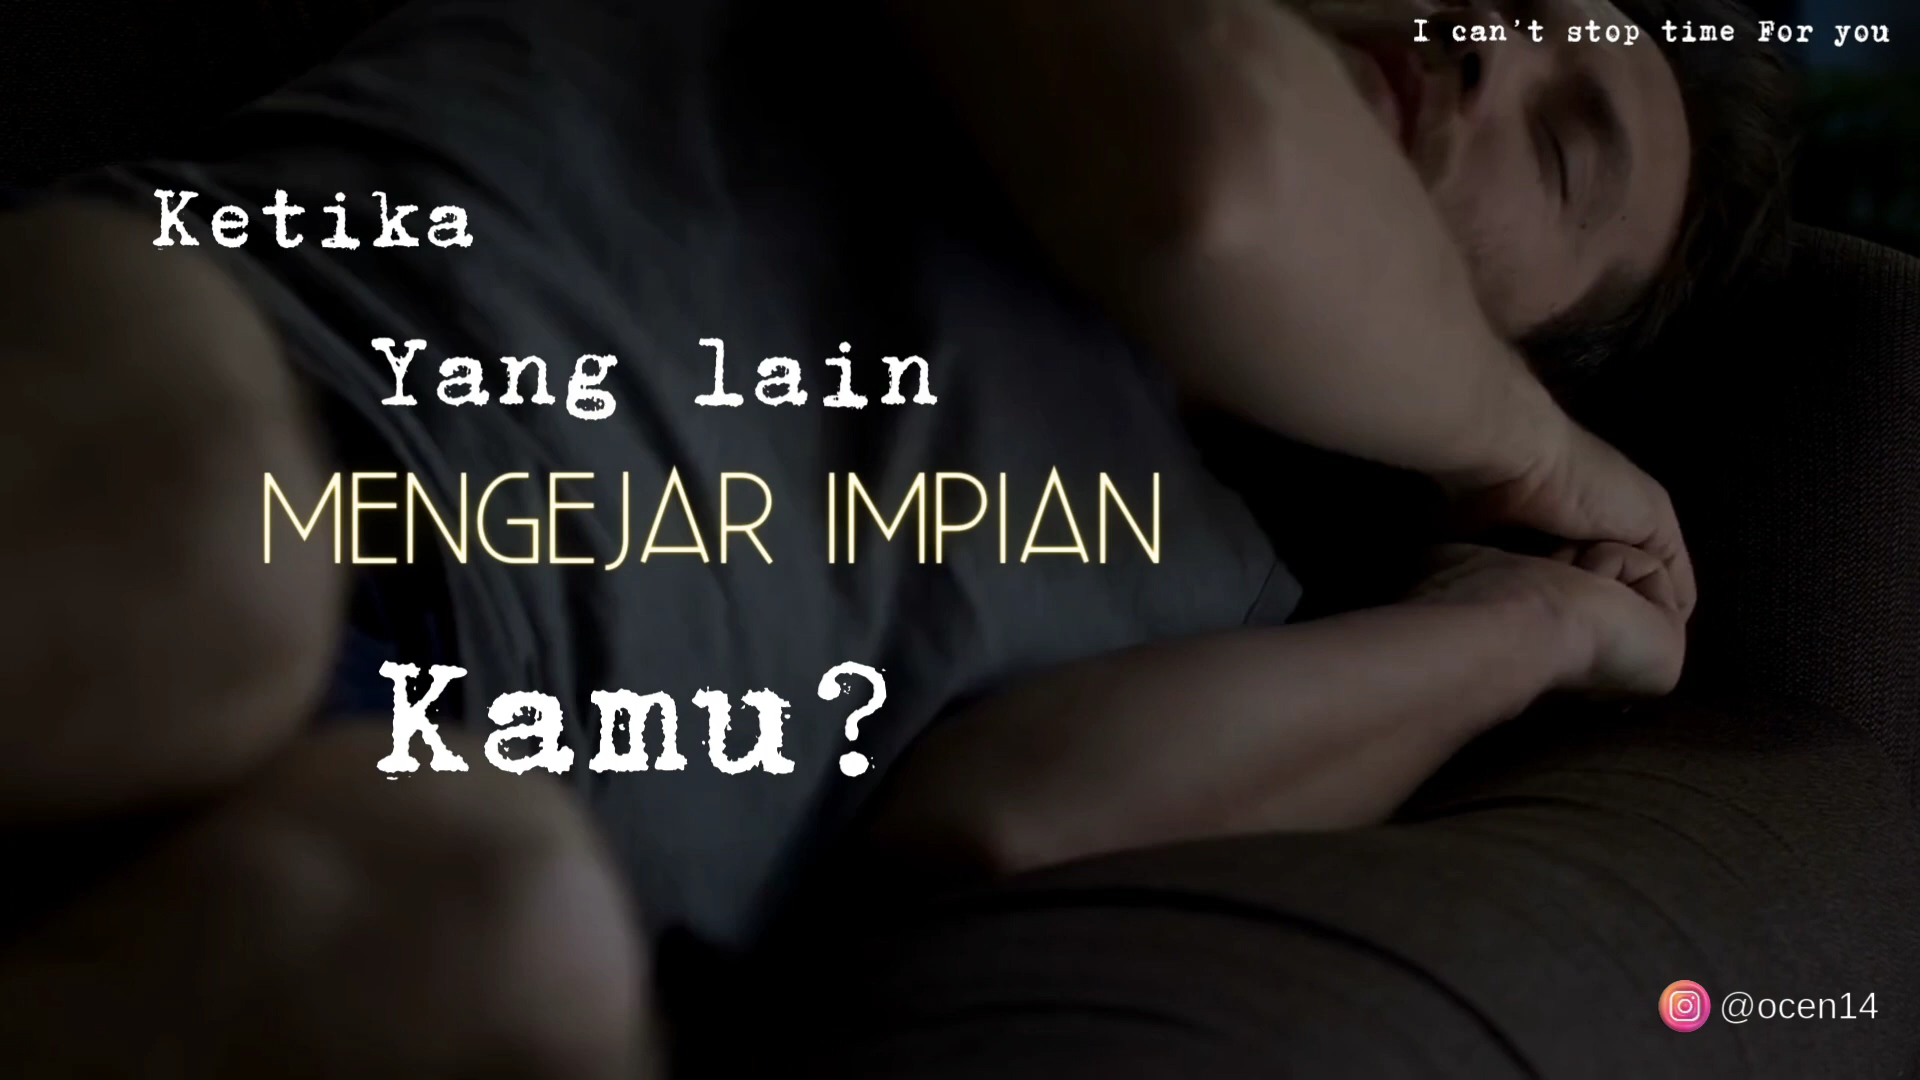 I can't stop time For you
Ketika
Yang lain
MENGEJAR IMPIAN
Kamu?
@ocen14